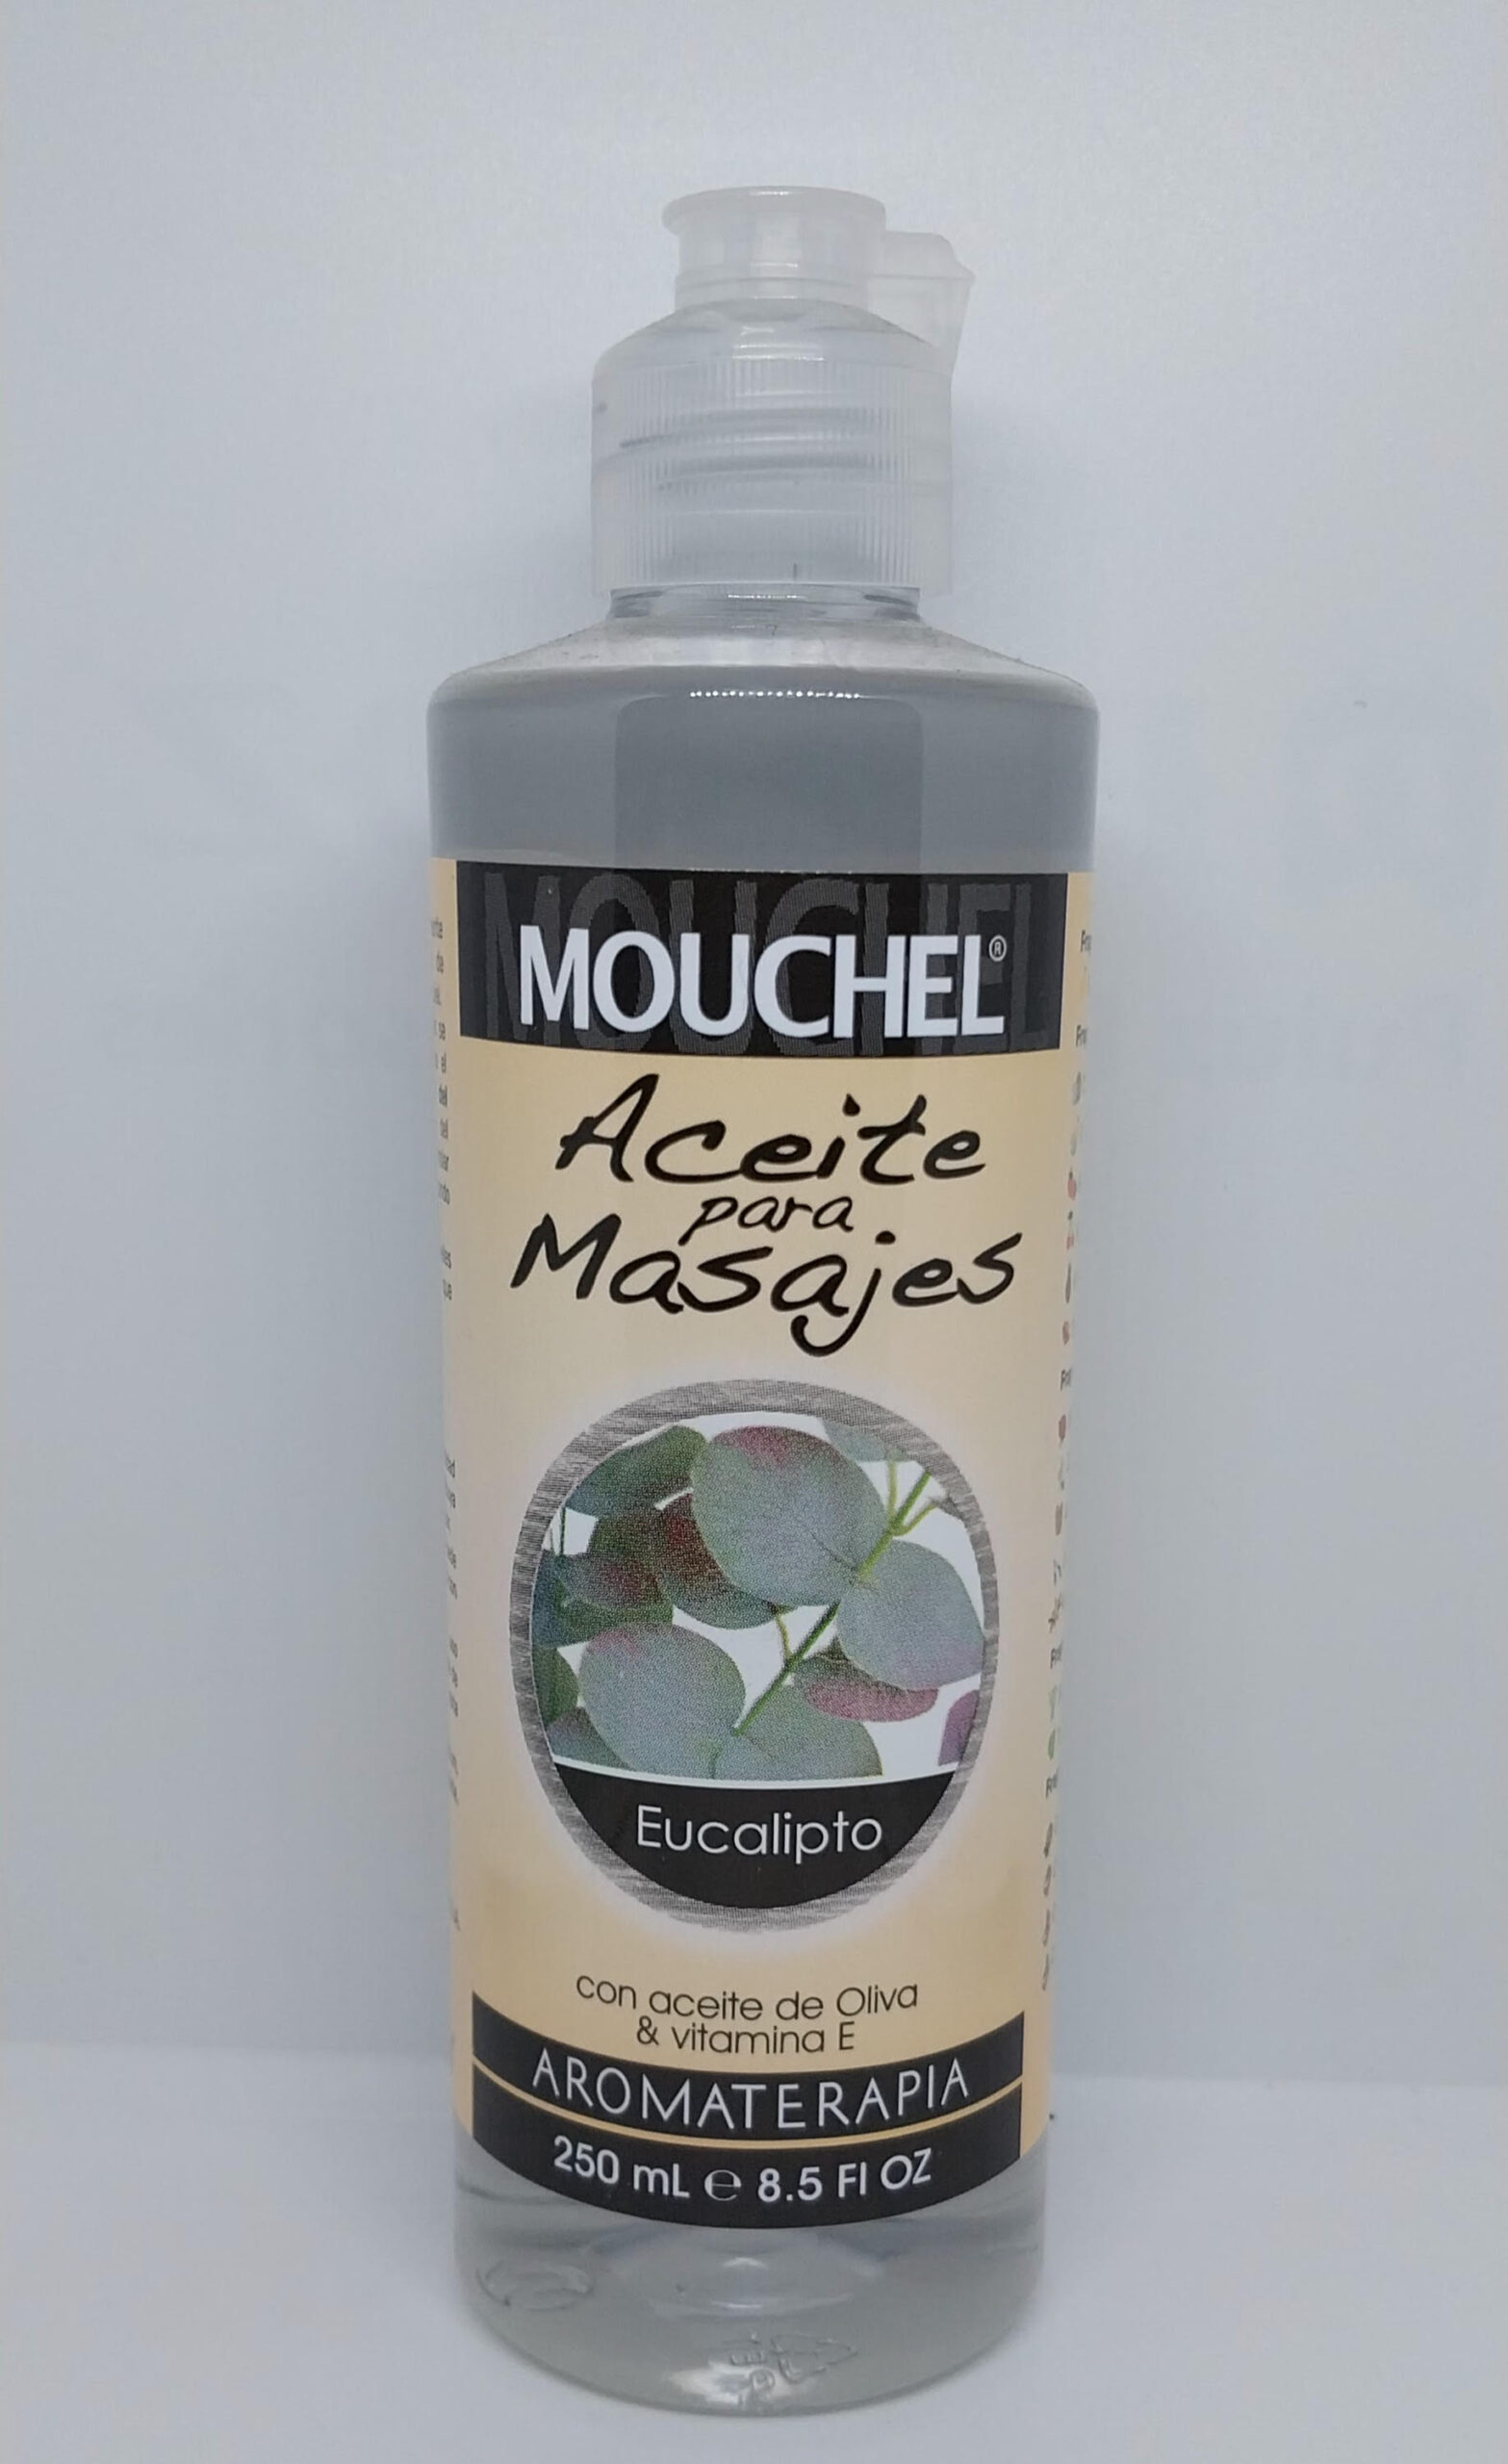 MOUCHEL®
Aceite
para
Masajes
Eucalipto
con aceite de Oliva
& vitamina E
AROMATERAPIA
250 mL ℮ 8.5 Fl OZ